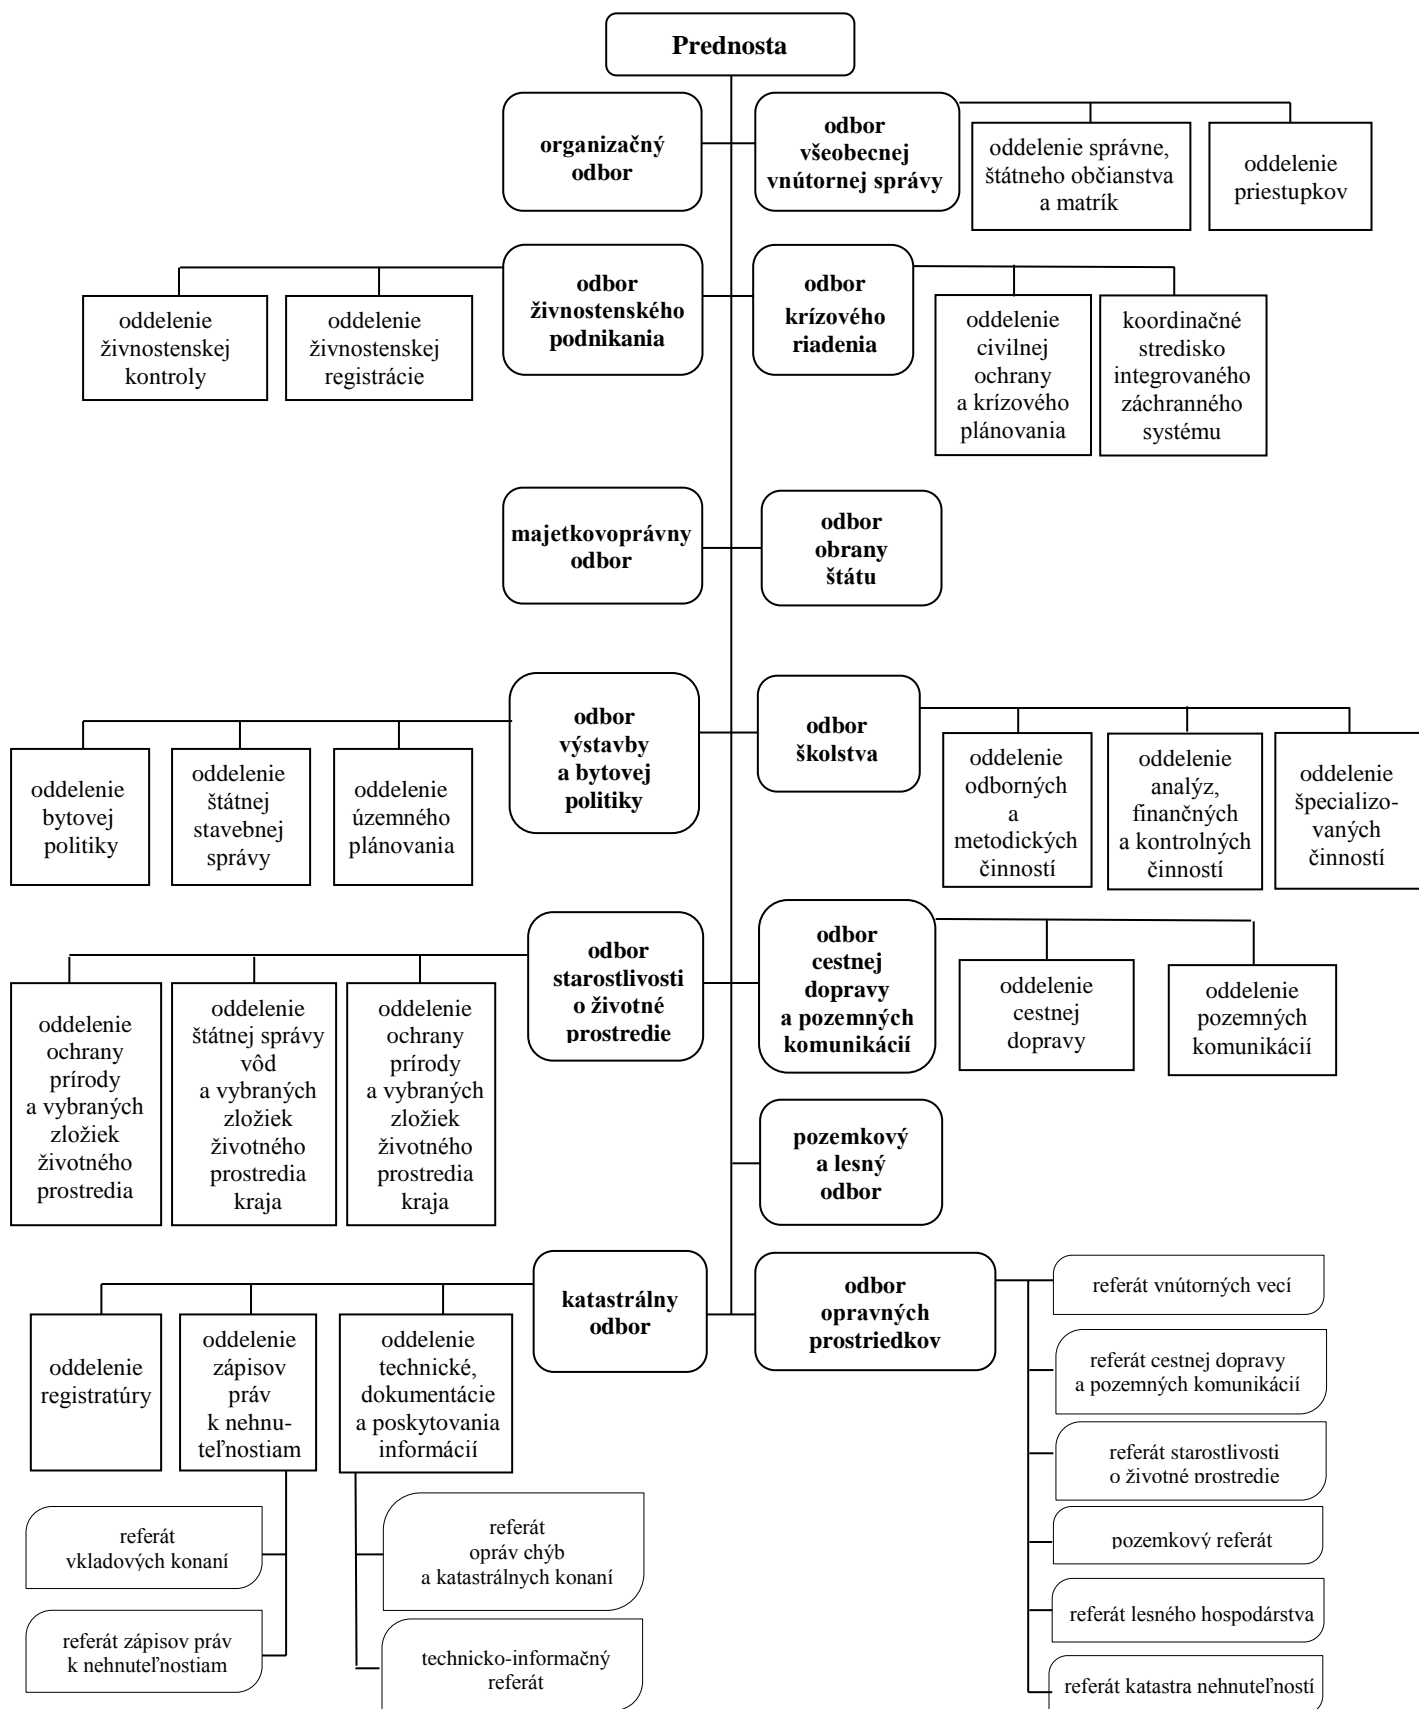 Prednosta
organizačný
odbor
odbor
všeobecnej
vnútornej správy
oddelenie správne,
štátneho občianstva
a matrík
oddelenie
priestupkov
oddelenie
živnostenskej
kontroly
oddelenie
živnostenskej
registrácie
odbor
živnostenského
podnikania
odbor
krízového
riadenia
oddelenie
civilnej
ochrany
a krízového
plánovania
koordinačné
stredisko
integrovaného
záchranného
systému
majetkovoprávny
odbor
odbor
obrany
štátu
oddelenie
bytovej
politiky
oddelenie
štátnej
stavebnej
správy
oddelenie
územného
plánovania
odbor
výstavby
a bytovej
politiky
odbor
školstva
oddelenie
odborných
a
metodických
činností
oddelenie
analýz,
finančných
a kontrolných
činností
oddelenie
špecializo-
vaných
činností
oddelenie
ochrany
prírody
a vybraných
zložiek
životného
prostredia
oddelenie
štátnej správy
vôd
a vybraných
zložiek
životného
prostredia
kraja
oddelenie
ochrany
prírody
a vybraných
zložiek
životného
prostredia
kraja
odbor
starostlivosti
o životné
prostredie
odbor
cestnej
dopravy
a pozemných
komunikácií
oddelenie
cestnej
dopravy
oddelenie
pozemných
komunikácií
pozemkový
a lesný
odbor
oddelenie
registratúry
oddelenie
zápisov
práv
k nehnu-
teľnostiam
oddelenie
technické,
dokumentácie
a poskytovania
informácií
katastrálny
odbor
odbor
opravných
prostriedkov
referát vnútorných vecí
referát cestnej dopravy
a pozemných komunikácií
referát starostlivosti
o životné prostredie
pozemkový referát
referát lesného hospodárstva
referát katastra nehnuteľností
referát
vkladových konaní
referát zápisov práv
k nehnuteľnostiam
referát
opráv chýb
a katastrálnych konaní
technicko-informačný
referát